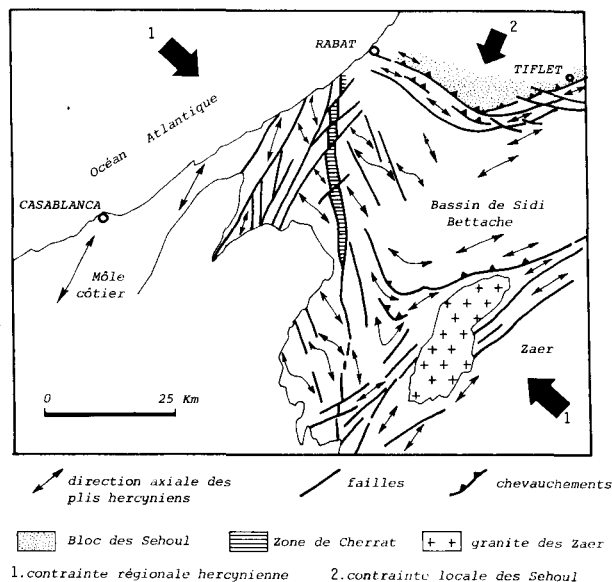 1
2
RABAT
TIFLET
Océan Atlantique
CASABLANCA
Bassin de Sidi
Bettache
Môle
côtier
Zaer
0 25 Km
1
direction axiale des
plis hercyniens
failles
chevauchements
Bloc des Sehoul
Zone de Cherrat
granite des Zaer
1.contrainte régionale hercynienne
2.contrainte locale des Sehoul